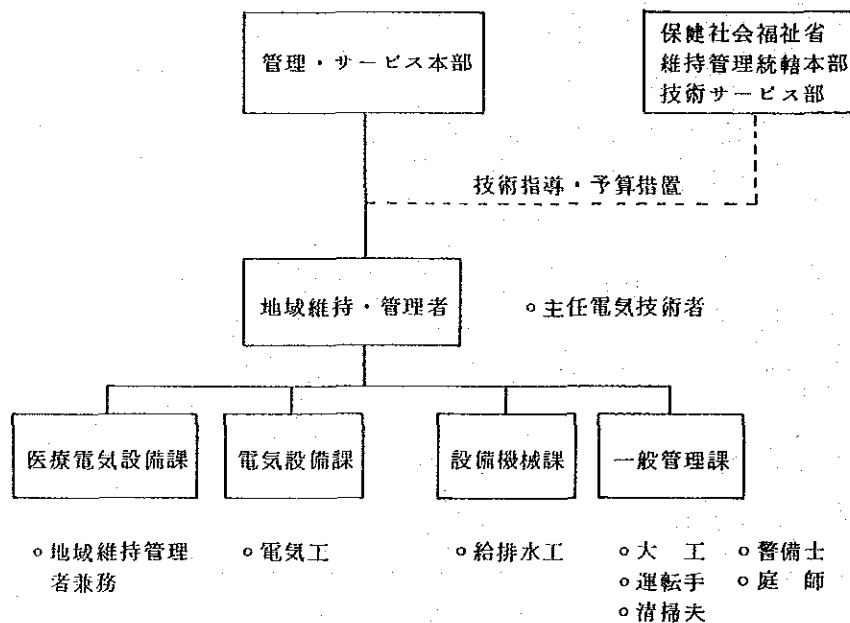 管理・サービス本部
保健社会福祉省
維持管理統轄本部
技術サービス部
技術指導・予算措置
地域維持・管理者
○主任電気技術者
医療電気設備課
電気設備課
設備機械課
一般管理課
○地域維持管理
者兼務
○電気工
○給排水工
○大 工 ○警備士
○運転手 ○庭 師
○清掃夫